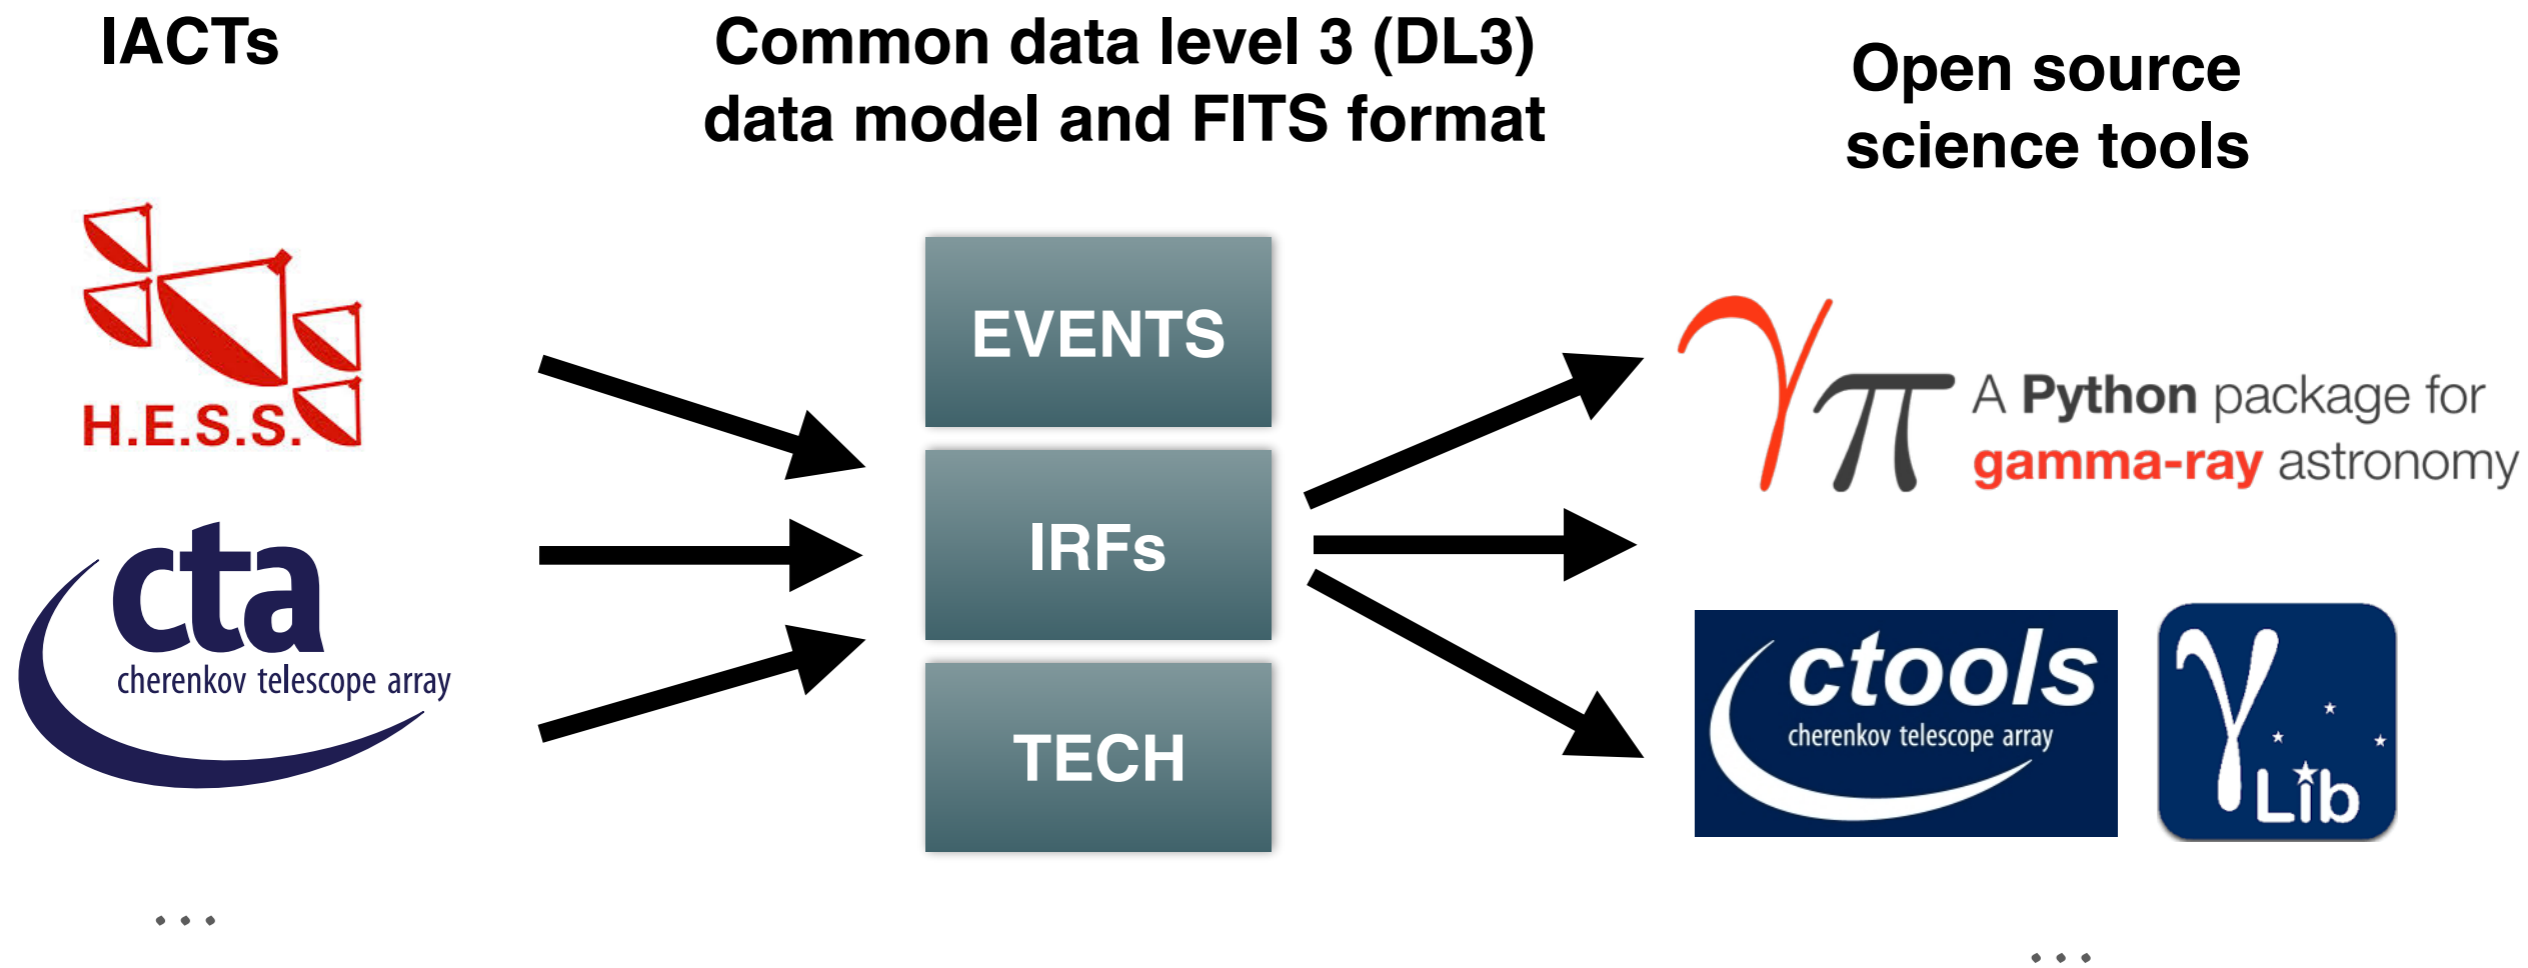 IACTs
Common data level 3 (DL3)
data model and FITS format
Open source
science tools
H.E.S.S.
cta
cherenkov telescope array
...
EVENTS
IRFs
TECH
γπ
A Python package for
gamma-ray astronomy
ctools
cherenkov telescope array
γ
Lib
...